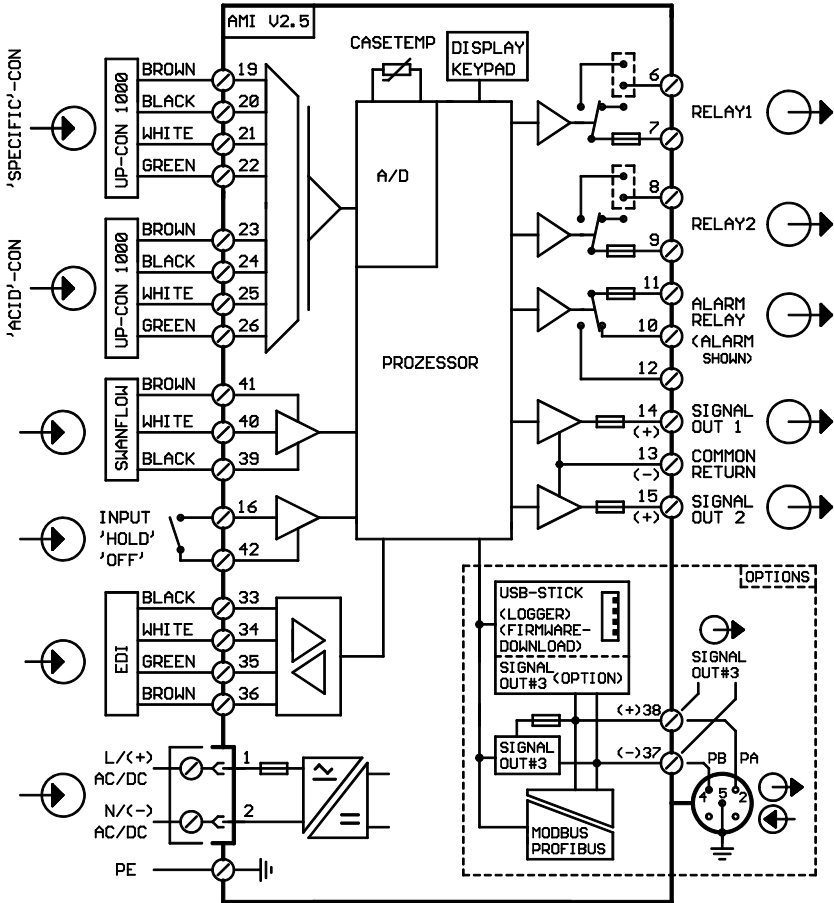 AMI V2.5
CASETEMP
DISPLAY
KEYPAD
'SPECIFIC'-CON
UP-CON 1000
BROWN 19
BLACK 20
WHITE 21
GREEN 22
'ACID'-CON
UP-CON 1000
BROWN 23
BLACK 24
WHITE 25
GREEN 26
SWANFLOW
BROWN 41
WHITE 40
BLACK 39
INPUT 16
'HOLD'
'OFF' 42
EDI
BLACK 33
WHITE 34
GREEN 35
BROWN 36
L/(+) 1
AC/DC
N/(-) 2
AC/DC
PE
A/D
PROZESSOR
6
RELAY1
7
8
RELAY2
9
11
ALARM
RELAY
10
(ALARM
SHOWN)
12
14 SIGNAL
(+) OUT 1
13 COMMON
(-) RETURN
15 SIGNAL
(+) OUT 2
OPTIONS
USB-STICK
(LOGGER)
(FIRMWARE-
DOWNLOAD)
SIGNAL
OUT#3 (OPTION)
SIGNAL
OUT#3
(+)38
SIGNAL
OUT#3
(-)37
PB PA
4 5 2
MODBUS
PROFIBUS